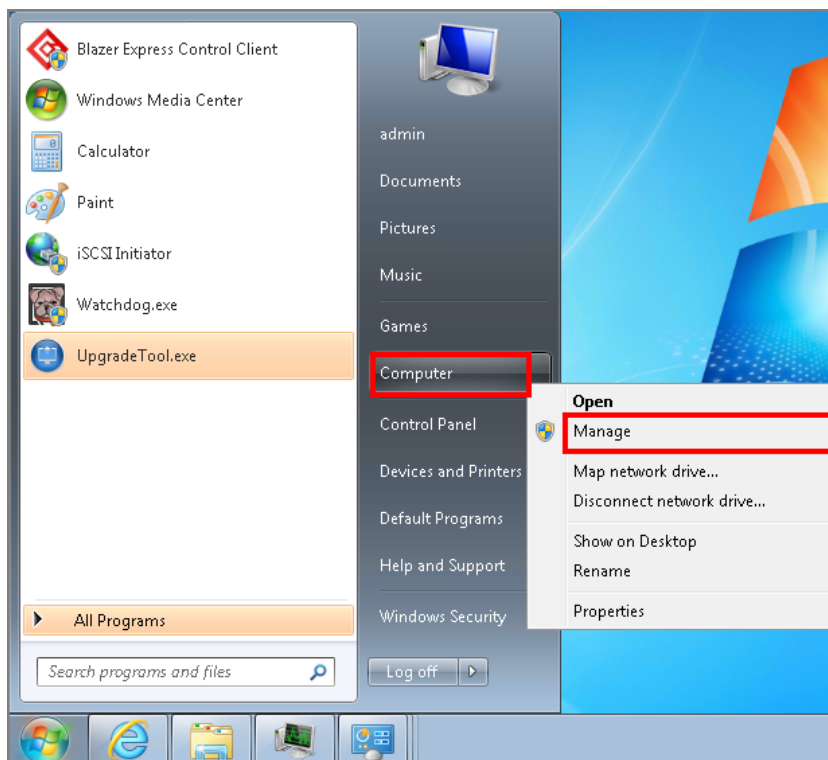 Blazer Express Control Client
Windows Media Center
Calculator
Paint
iSCSI Initiator
Watchdog.exe
UpgradeTool.exe
All Programs
Search programs and files
admin
Documents
Pictures
Music
Games
Computer
Control Panel
Devices and Printers
Default Programs
Help and Support
Windows Security
Log off
Open
Manage
Map network drive...
Disconnect network drive...
Show on Desktop
Rename
Properties